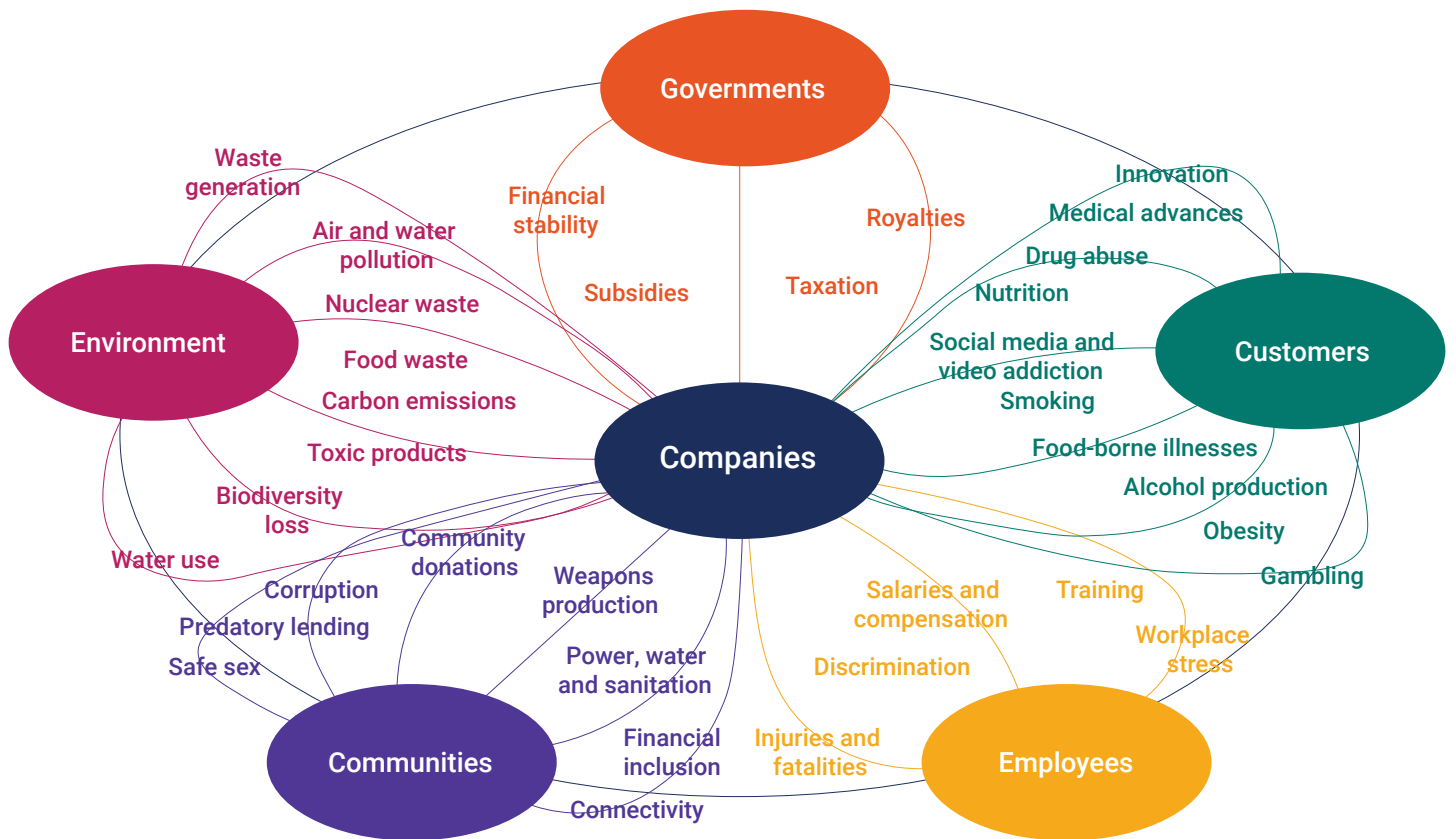 Governments
Waste
generation
Innovation
Financial
stability
Medical advances
Royalties
Air and water
pollution
Drug abuse
Subsidies
Taxation
Nutrition
Nuclear waste
Environment
Social media and
video addiction
Customers
Food waste
Carbon emissions
Smoking
Companies
Toxic products
Food-borne illnesses
Alcohol production
Biodiversity
loss
Obesity
Water use
Community
donations
Gambling
Corruption
Weapons
production
Salaries and
compensation
Training
Predatory lending
Workplace
stress
Safe sex
Power, water
and sanitation
Discrimination
Financial
inclusion
Injuries and
fatalities
Communities
Employees
Connectivity